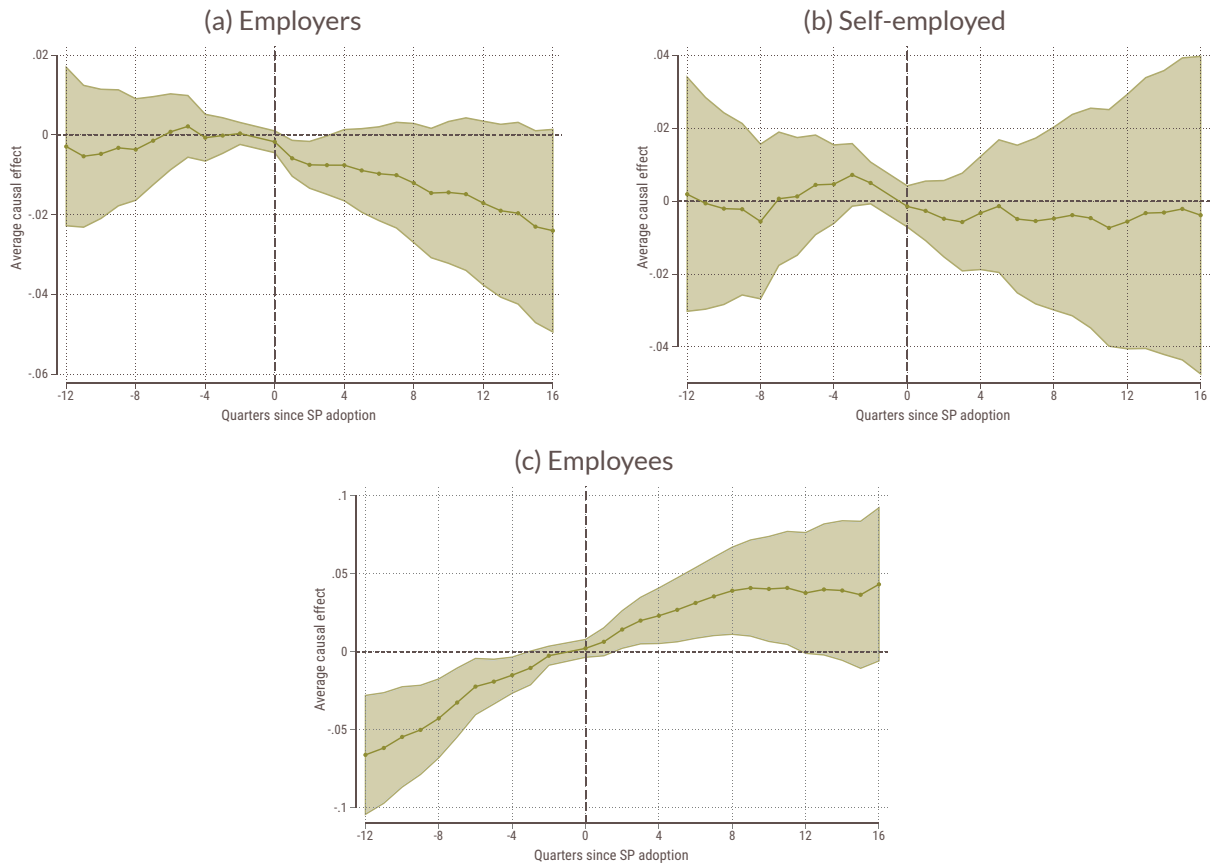 (a) Employers
.02
0
-.02
-.04
-.06
Average causal effect
-12 -8 -4 0 4 8 12 16
Quarters since SP adoption
(b) Self-employed
.04
.02
0
-.02
-.04
Average causal effect
-12 -8 -4 0 4 8 12 16
Quarters since SP adoption
(c) Employees
.1
.05
0
-.05
-.1
Average causal effect
-12 -8 -4 0 4 8 12 16
Quarters since SP adoption